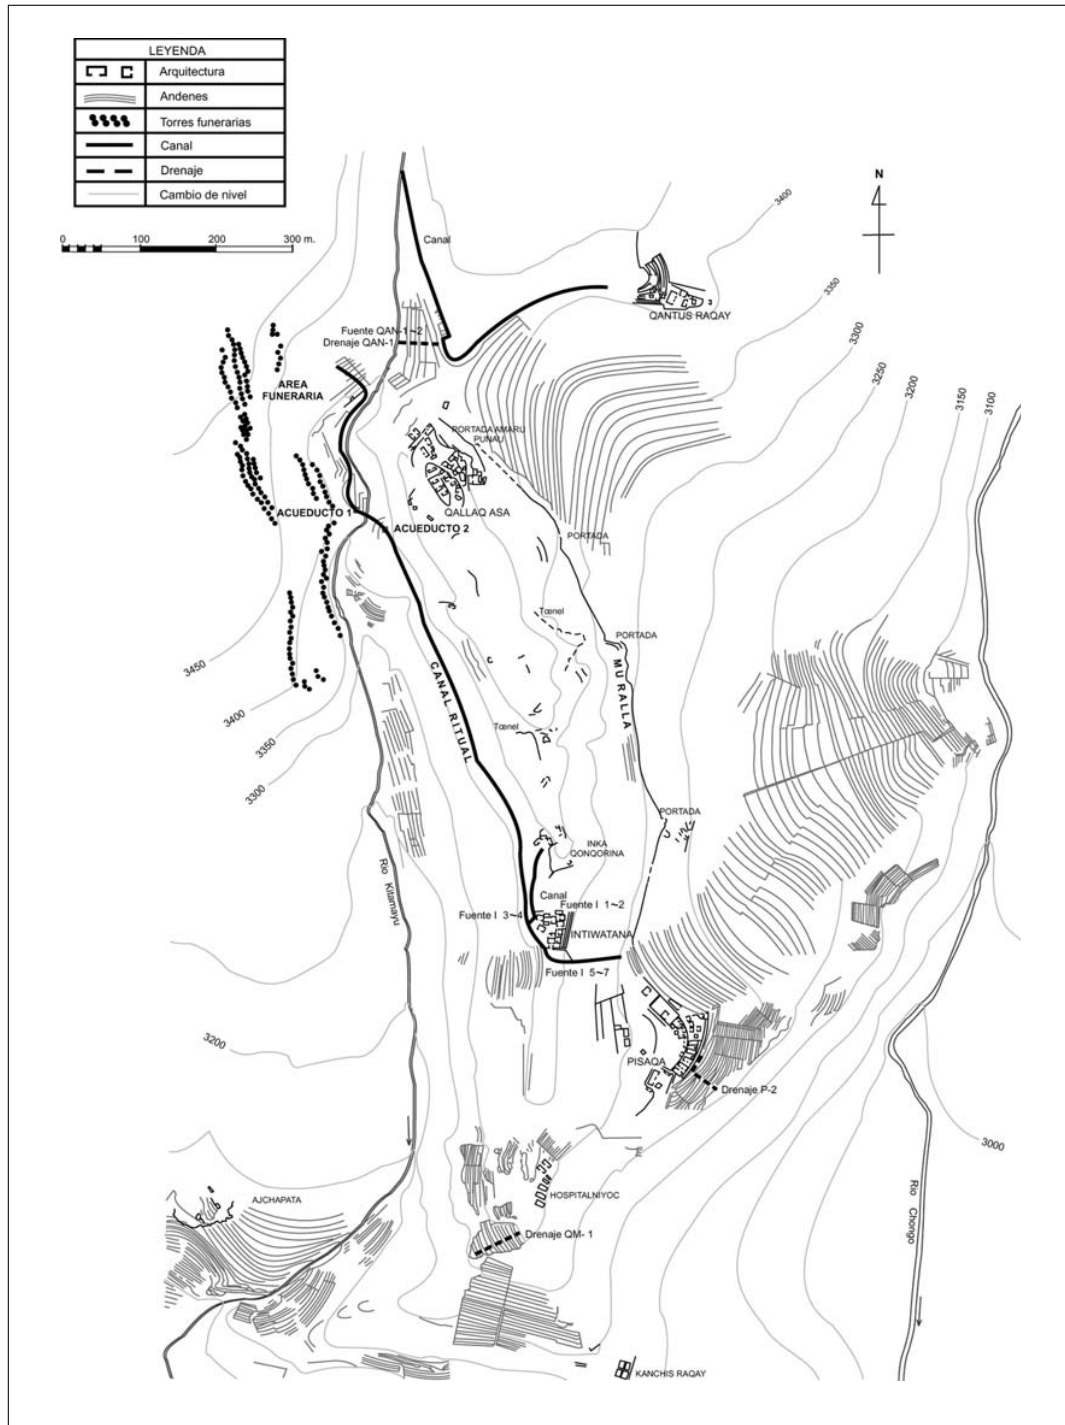 LEYENDA
Arquitectura
Andenes
Torres funerarias
Canal
Drenaje
Cambio de nivel
0 100 200 300 m.
N
3400
Canal
3350
QANTUS RAQAY
3300
Fuente QAN-1~2
Drenaje QAN-1
3250
3200
3150
3100
AREA
FUNERARIA
PORTADA AMARU
PUNAU
QALLAQ ASA
ACUEDUCTO 1
ACUEDUCTO 2
PORTADA
Tœnel
PORTADA
3450
CANAL RITUAL
MURALLA
3400
Tœnel
3350
3300
PORTADA
INKA
QONQORINA
Rio Kitamayu
Canal
Fuente I 1~2
Fuente I 3~4
INTIWATANA
Fuente I 5~7
3200
PISAQA
Drenaje P-2
3000
AJCHAPATA
HOSPITALNIYOC
Rio Chongo
Drenaje QM- 1
KANCHIS RAQAY